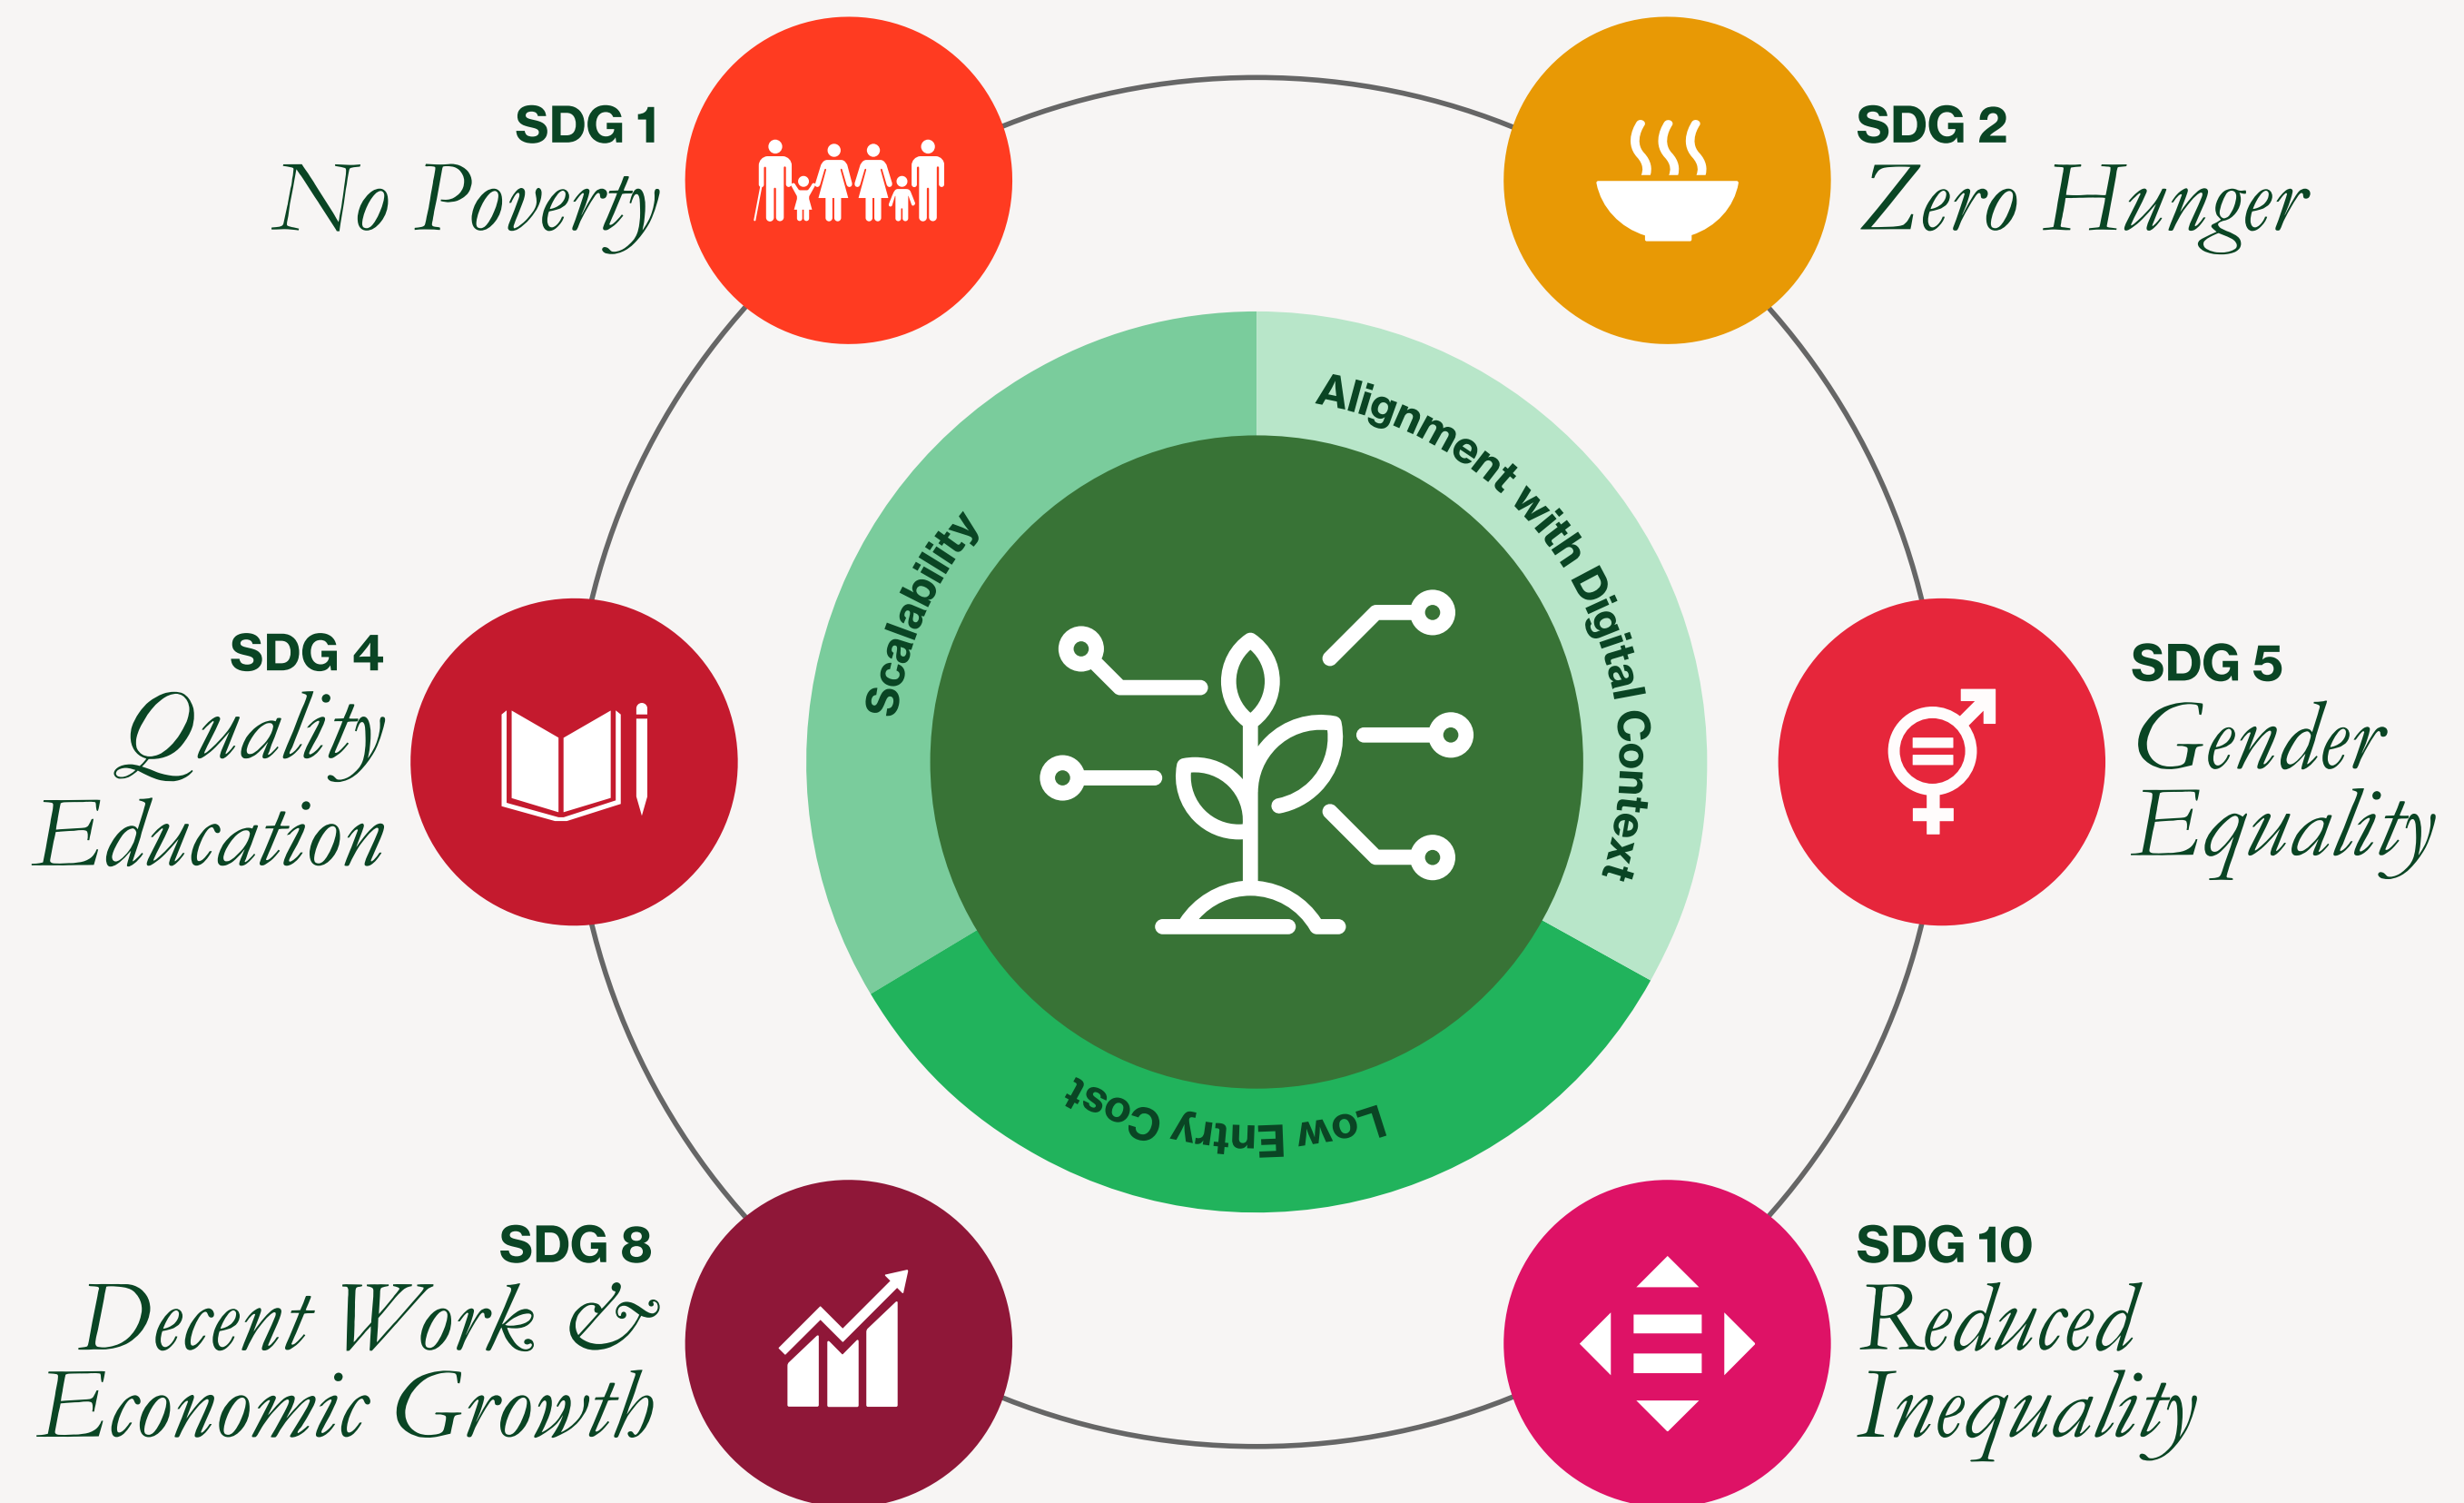 SDG 1
No Poverty
SDG 2
Zero Hunger
Scalability
Alignment with Digital Context
Low Entry Cost
SDG 4
Quality
Education
SDG 5
Gender
Equality
SDG 8
Decent Work &
Economic Growth
SDG 10
Reduced
Inequality